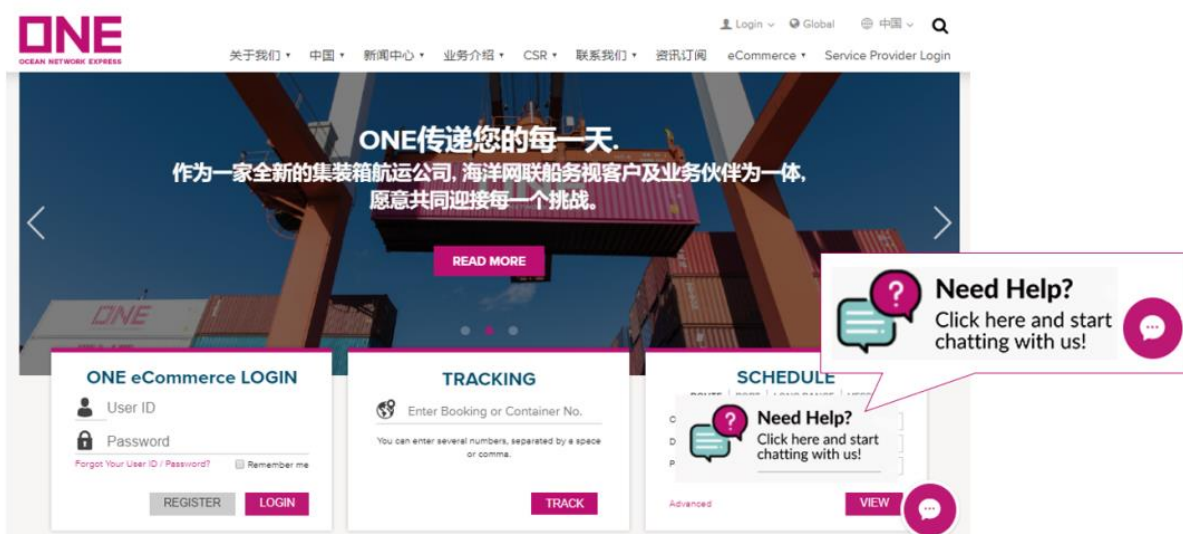 ONE
OCEAN NETWORK EXPRESS
Login
Global
中国
关于我们
中国
新闻中心
业务介绍
CSR
联系我们
资讯订阅
eCommerce
Service Provider Login
ONE传递您的每一天.
作为一家全新的集装箱航运公司, 海洋网联船务视客户及业务伙伴为一体,
愿意共同迎接每一个挑战。
READ MORE
ONE
Need Help?
Click here and start
chatting with us!
ONE eCommerce LOGIN
User ID
Password
Forgot Your User ID / Password?
Remember me
REGISTER
LOGIN
TRACKING
Enter Booking or Container No.
You can enter several numbers, separated by a space
or comma.
TRACK
SCHEDULE
Need Help?
Click here and start
chatting with us!
Advanced
VIEW